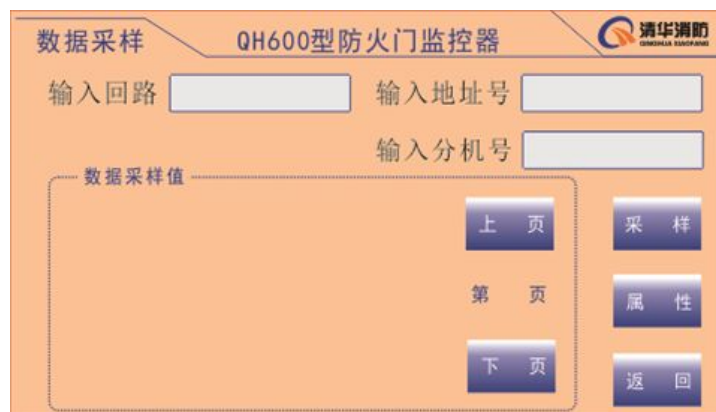 数据采样 QH600型防火门监控器 清华消防
QINGHUA XIAOFANG
输入回路 输入地址号
输入分机号
数据采样值
上 页 采 样
第 页 属 性
下 页 返 回